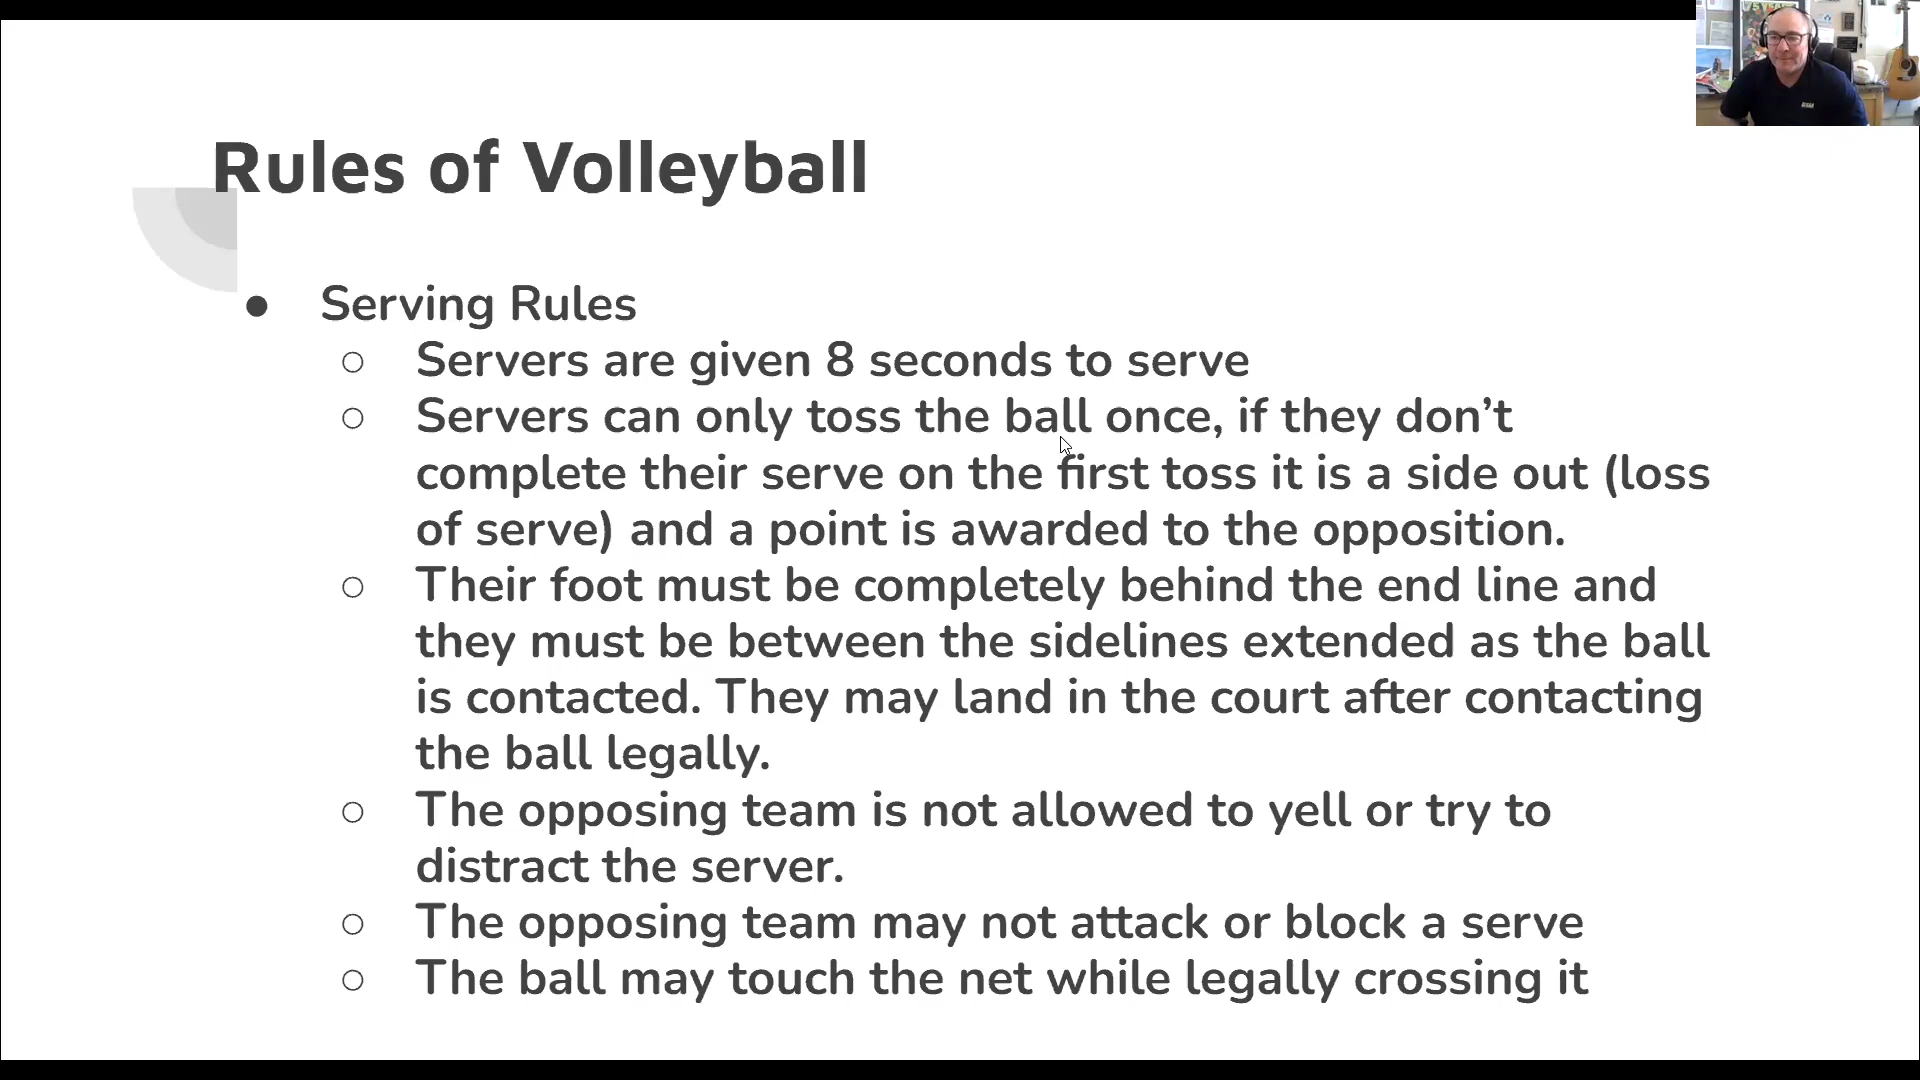 Rules of Volleyball
● Serving Rules
○ Servers are given 8 seconds to serve
○ Servers can only toss the ball once, if they don’t
complete their serve on the first toss it is a side out (loss
of serve) and a point is awarded to the opposition.
○ Their foot must be completely behind the end line and
they must be between the sidelines extended as the ball
is contacted. They may land in the court after contacting
the ball legally.
○ The opposing team is not allowed to yell or try to
distract the server.
○ The opposing team may not attack or block a serve
○ The ball may touch the net while legally crossing it